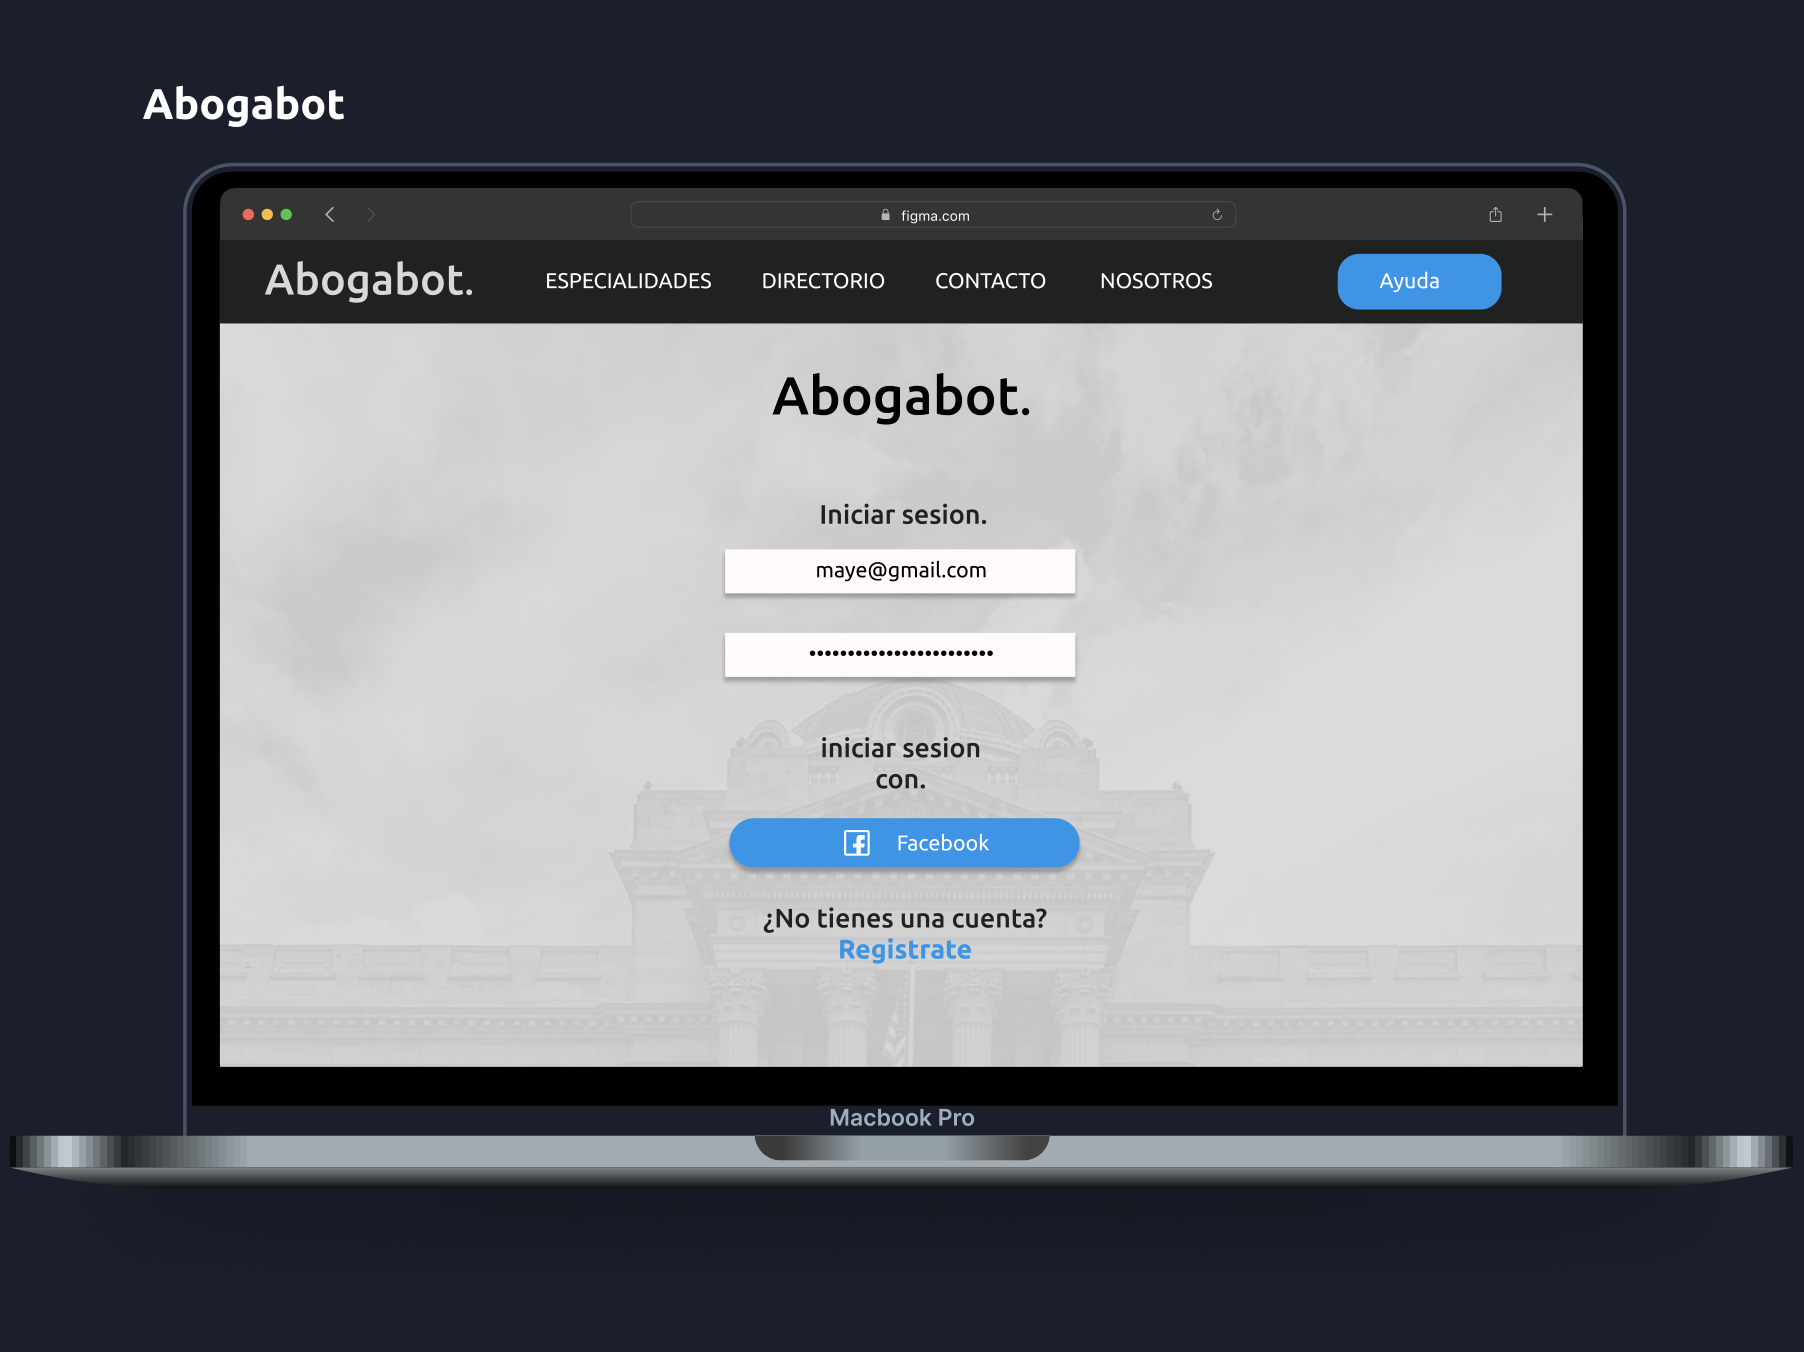 Abogabot
figma.com
Abogabot.
ESPECIALIDADES
DIRECTORIO
CONTACTO
NOSOTROS
Ayuda
Abogabot.
Iniciar sesion.
maye@gmail.com
••••••••••••••••••••••••
iniciar sesion
con.
Facebook
¿No tienes una cuenta?
Registrate
Macbook Pro